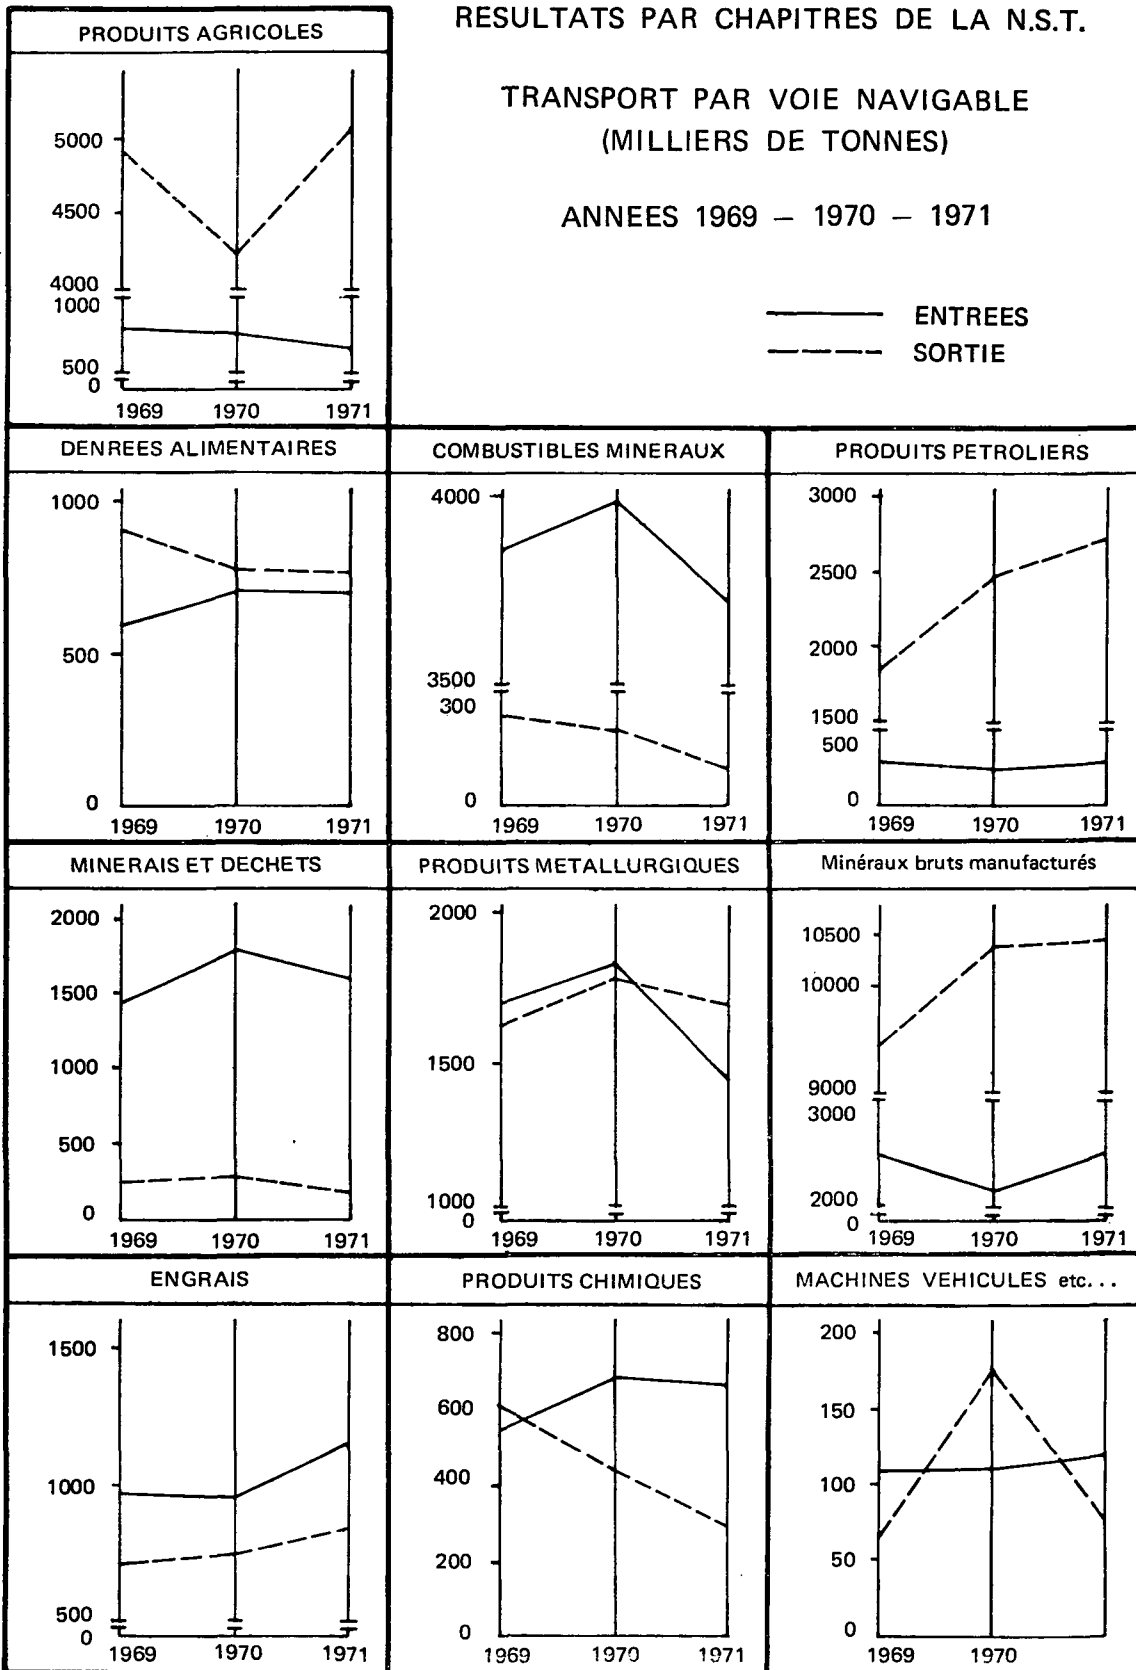 RESULTATS PAR CHAPITRES DE LA N.S.T.
TRANSPORT PAR VOIE NAVIGABLE
(MILLIERS DE TONNES)
ANNEES 1969 – 1970 – 1971
ENTREES
SORTIE
PRODUITS AGRICOLES
5000
4500
4000
1000
500
0
1969 1970 1971
DENREES ALIMENTAIRES
1000
500
0
1969 1970 1971
COMBUSTIBLES MINERAUX
4000
3500
300
0
1969 1970 1971
PRODUITS PETROLIERS
3000
2500
2000
1500
500
0
1969 1970 1971
MINERAIS ET DECHETS
2000
1500
1000
500
0
1969 1970 1971
PRODUITS METALLURGIQUES
2000
1500
1000
0
1969 1970 1971
Minéraux bruts manufacturés
10500
10000
9000
3000
2000
0
1969 1970 1971
ENGRAIS
1500
1000
500
0
1969 1970 1971
PRODUITS CHIMIQUES
800
600
400
200
0
1969 1970 1971
MACHINES VEHICULES etc...
200
150
100
50
0
1969 1970